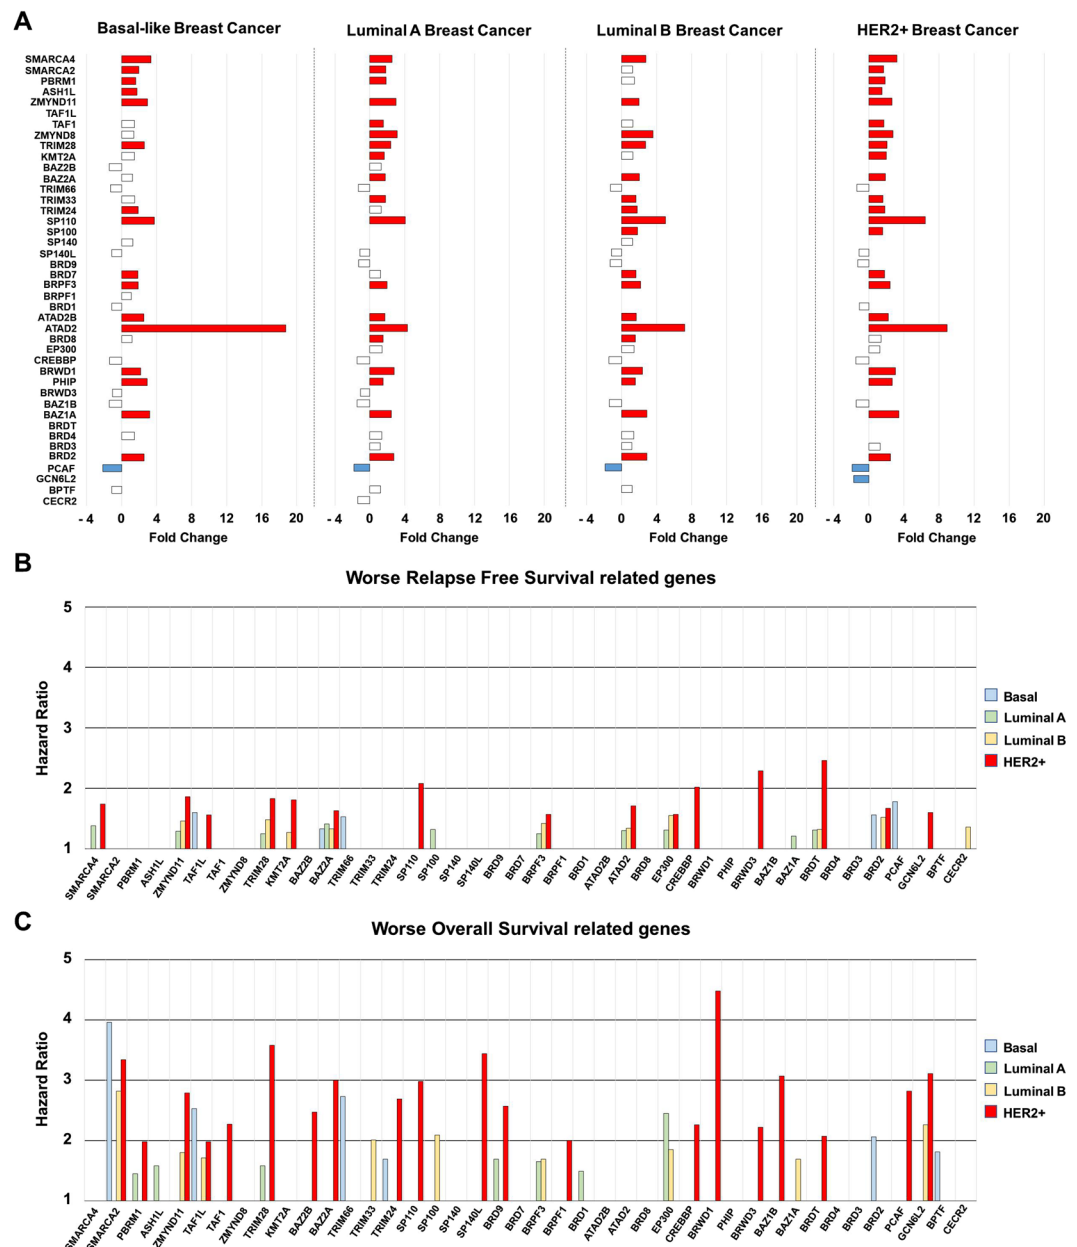 A
Basal-like Breast Cancer
Luminal A Breast Cancer
Luminal B Breast Cancer
HER2+ Breast Cancer
SMARCA4
SMARCA2
PBRM1
ASH1L
ZMYND11
TAF1L
TAF1
ZMYND8
TRIM28
KMT2A
BAZ2B
BAZ2A
TRIM66
TRIM33
TRIM24
SP110
SP100
SP140
SP140L
BRD9
BRD7
BRPF3
BRPF1
BRD1
ATAD2B
ATAD2
BRD8
EP300
CREBBP
BRWD1
PHIP
BRWD3
BAZ1B
BAZ1A
BRDT
BRD4
BRD3
BRD2
PCAF
GCN6L2
BPTF
CECR2
- 4 0 4 8 12 16 20
- 4 0 4 8 12 16 20
- 4 0 4 8 12 16 20
- 4 0 4 8 12 16 20
Fold Change
Fold Change
Fold Change
Fold Change
B
Worse Relapse Free Survival related genes
5
4
3
2
1
Hazard Ratio
Basal
Luminal A
Luminal B
HER2+
SMARCA4
SMARCA2
PBRM1
ASH1L
ZMYND11
TAF1L
TAF1
ZMYND8
TRIM28
KMT2A
BAZ2B
BAZ2A
TRIM66
TRIM33
TRIM24
SP110
SP100
SP140
SP140L
BRD9
BRD7
BRPF3
BRPF1
BRD1
ATAD2B
ATAD2
BRD8
EP300
CREBBP
BRWD1
PHIP
BRWD3
BAZ1B
BAZ1A
BRDT
BRD4
BRD3
BRD2
PCAF
GCN6L2
BPTF
CECR2
C
Worse Overall Survival related genes
5
4
3
2
1
Hazard Ratio
Basal
Luminal A
Luminal B
HER2+
SMARCA4
SMARCA2
PBRM1
ASH1L
ZMYND11
TAF1L
TAF1
ZMYND8
TRIM28
KMT2A
BAZ2B
BAZ2A
TRIM66
TRIM33
TRIM24
SP110
SP100
SP140
SP140L
BRD9
BRD7
BRPF3
BRPF1
BRD1
ATAD2B
ATAD2
BRD8
EP300
CREBBP
BRWD1
PHIP
BRWD3
BAZ1B
BAZ1A
BRDT
BRD4
BRD3
BRD2
PCAF
GCN6L2
BPTF
CECR2